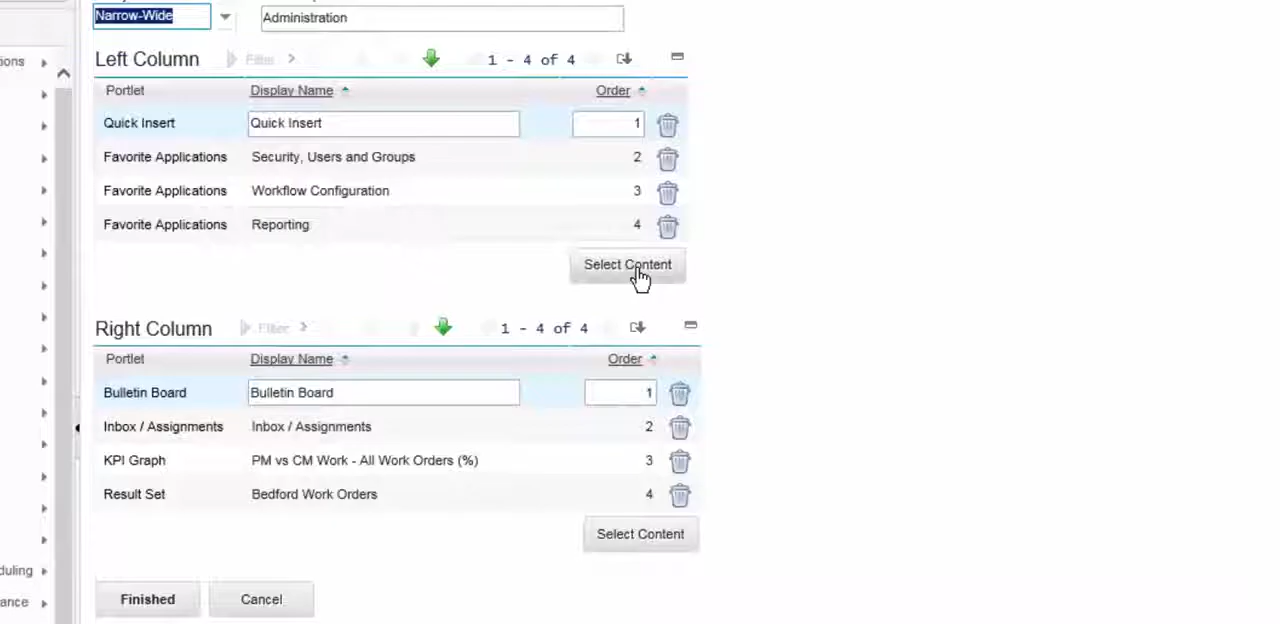 Narrow-Wide Administration
ions
Left Column Filter 1 - 4 of 4
Portlet Display Name Order
Quick Insert Quick Insert 1
Favorite Applications Security, Users and Groups 2
Favorite Applications Workflow Configuration 3
Favorite Applications Reporting 4
Select Content
Right Column Filter 1 - 4 of 4
Portlet Display Name Order
Bulletin Board Bulletin Board 1
Inbox / Assignments Inbox / Assignments 2
KPI Graph PM vs CM Work - All Work Orders (%) 3
Result Set Bedford Work Orders 4
Select Content
duling
ance
Finished Cancel